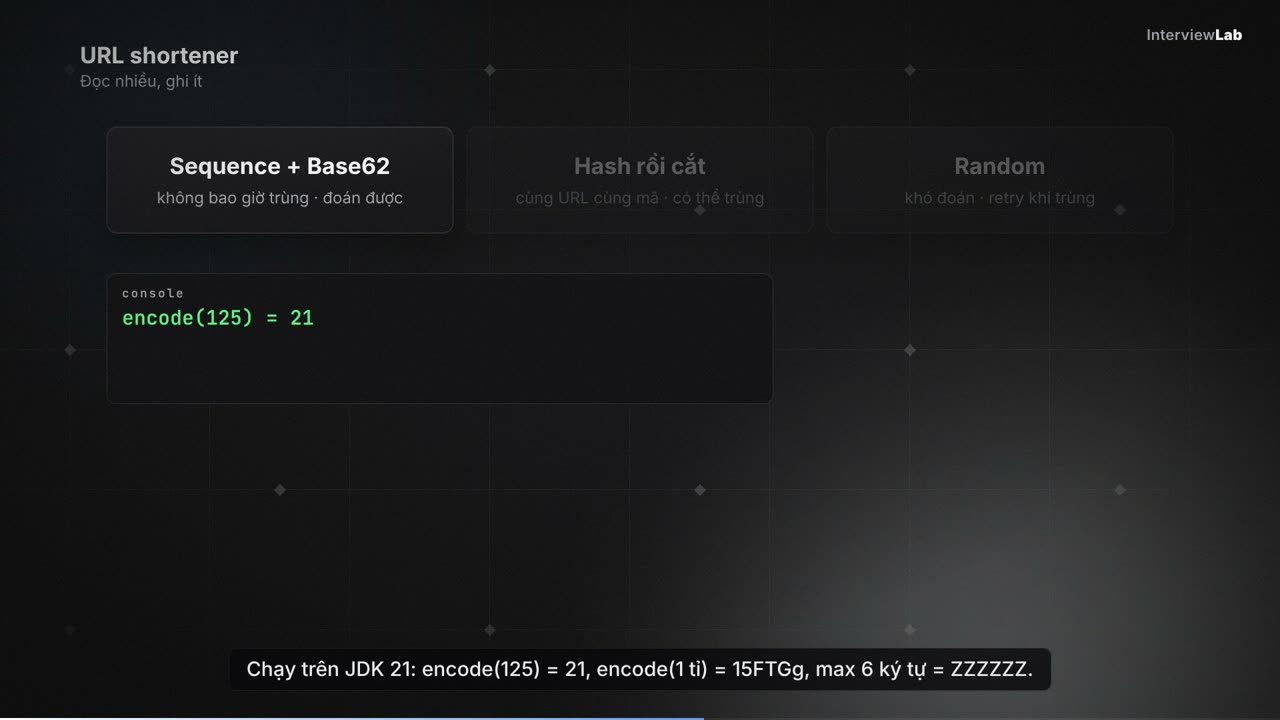 URL shortener
Đọc nhiều, ghi ít
InterviewLab
Sequence + Base62
không bao giờ trùng · đoán được
Hash rồi cắt
cùng URL cùng mã · có thể trùng
Random
khó đoán · retry khi trùng
console
encode(125) = 21
Chạy trên JDK 21: encode(125) = 21, encode(1 tỉ) = 15FTGg, max 6 ký tự = ZZZZZZ.